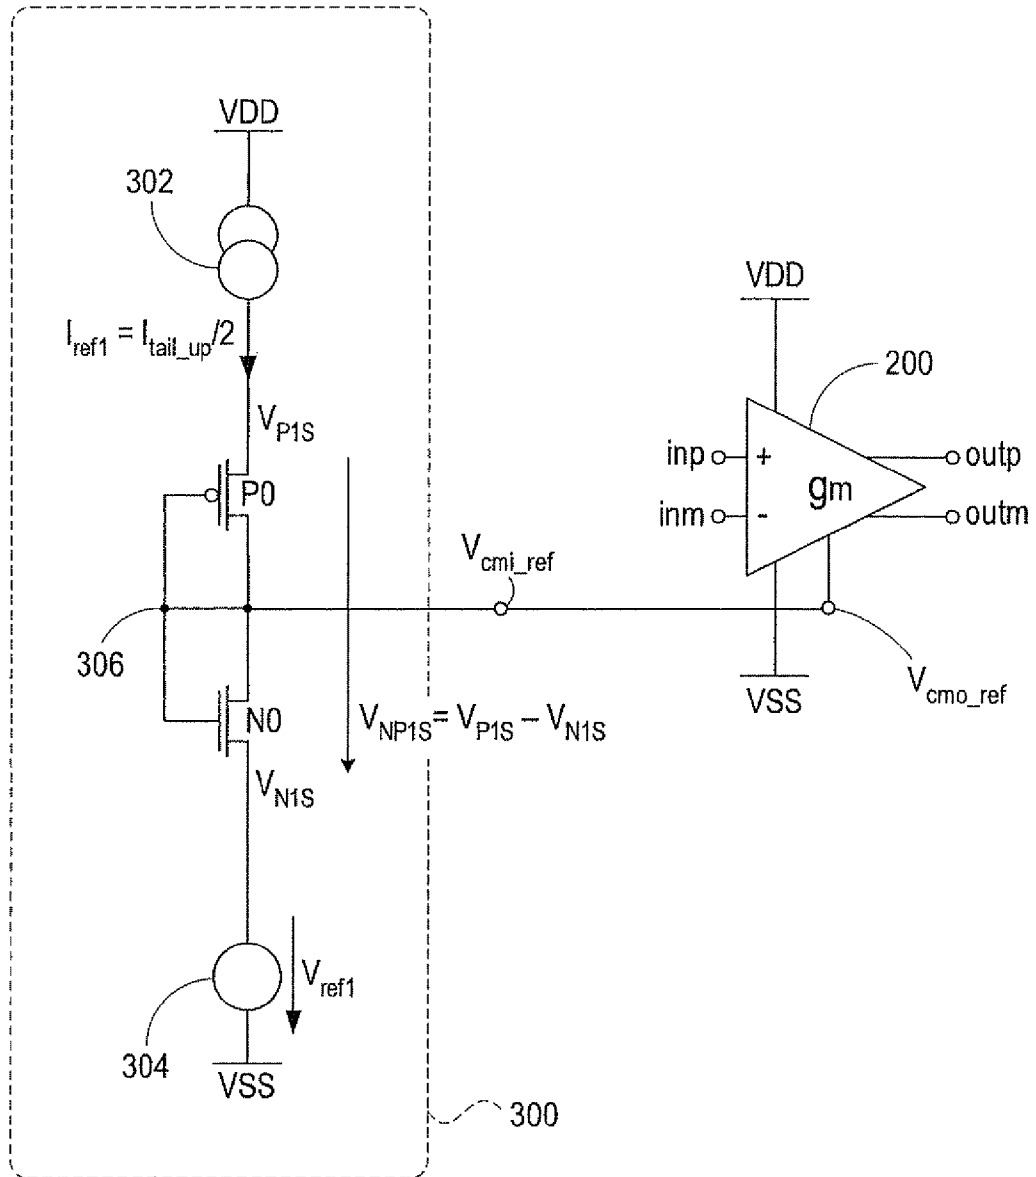 VDD
302
I_ref1 = I_tail_up/2
V_P1S
P0
306
N0
V_N1S
V_NP1S = V_P1S – V_N1S
V_ref1
304
VSS
300
V_cmi_ref
VDD
200
inp
+
outp
gm
inm
-
outm
VSS
V_cmo_ref